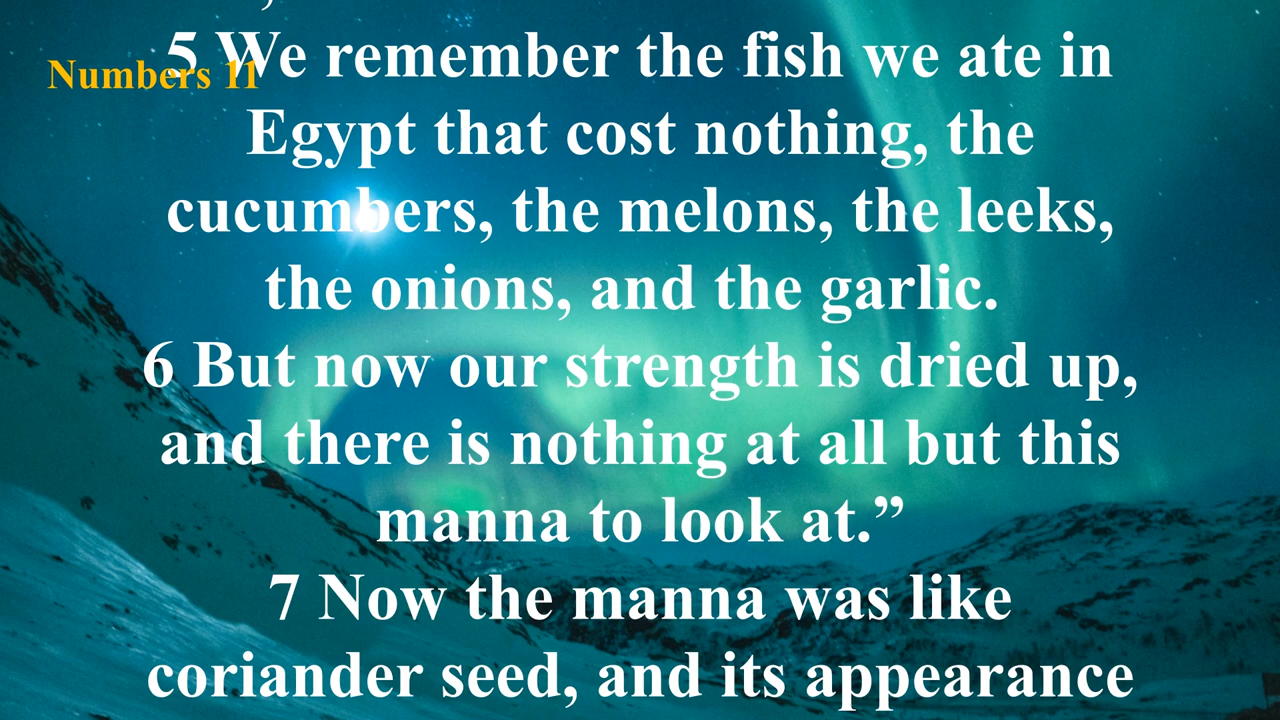 Numbers 11
5 We remember the fish we ate in
Egypt that cost nothing, the
cucumbers, the melons, the leeks,
the onions, and the garlic.
6 But now our strength is dried up,
and there is nothing at all but this
manna to look at.”
7 Now the manna was like
coriander seed, and its appearance